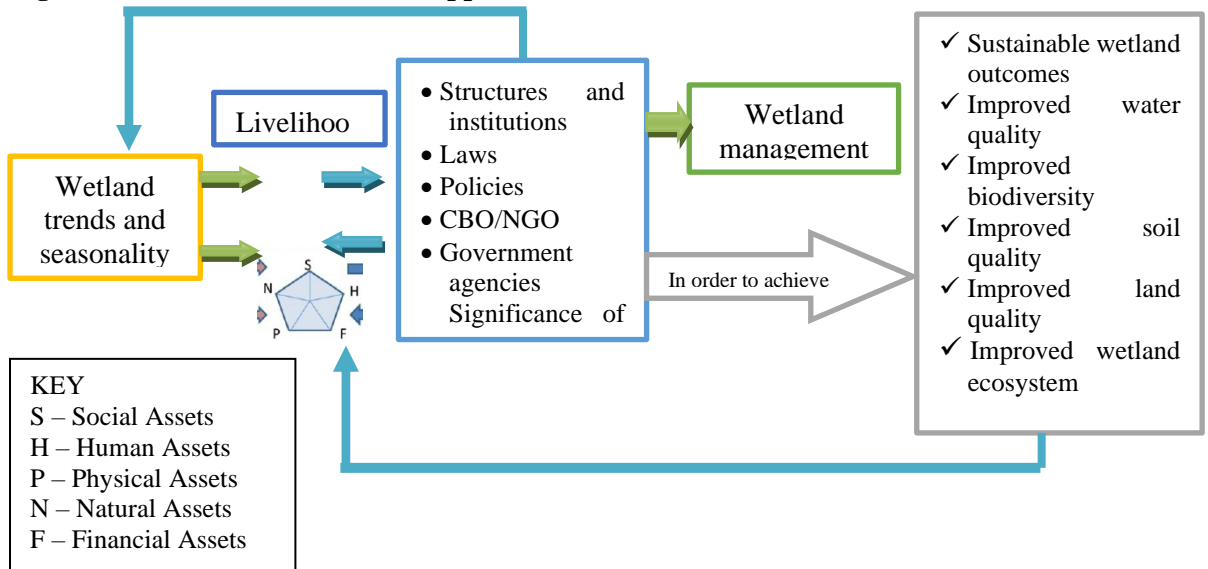 Livelihoo
Wetland
trends and
seasonality
S
N
H
P
F
• Structures and
institutions
• Laws
• Policies
• CBO/NGO
• Government
agencies
Significance of
Wetland
management
In order to achieve
✓ Sustainable wetland
outcomes
✓ Improved water
quality
✓ Improved
biodiversity
✓ Improved soil
quality
✓ Improved land
quality
✓ Improved wetland
ecosystem
KEY
S – Social Assets
H – Human Assets
P – Physical Assets
N – Natural Assets
F – Financial Assets